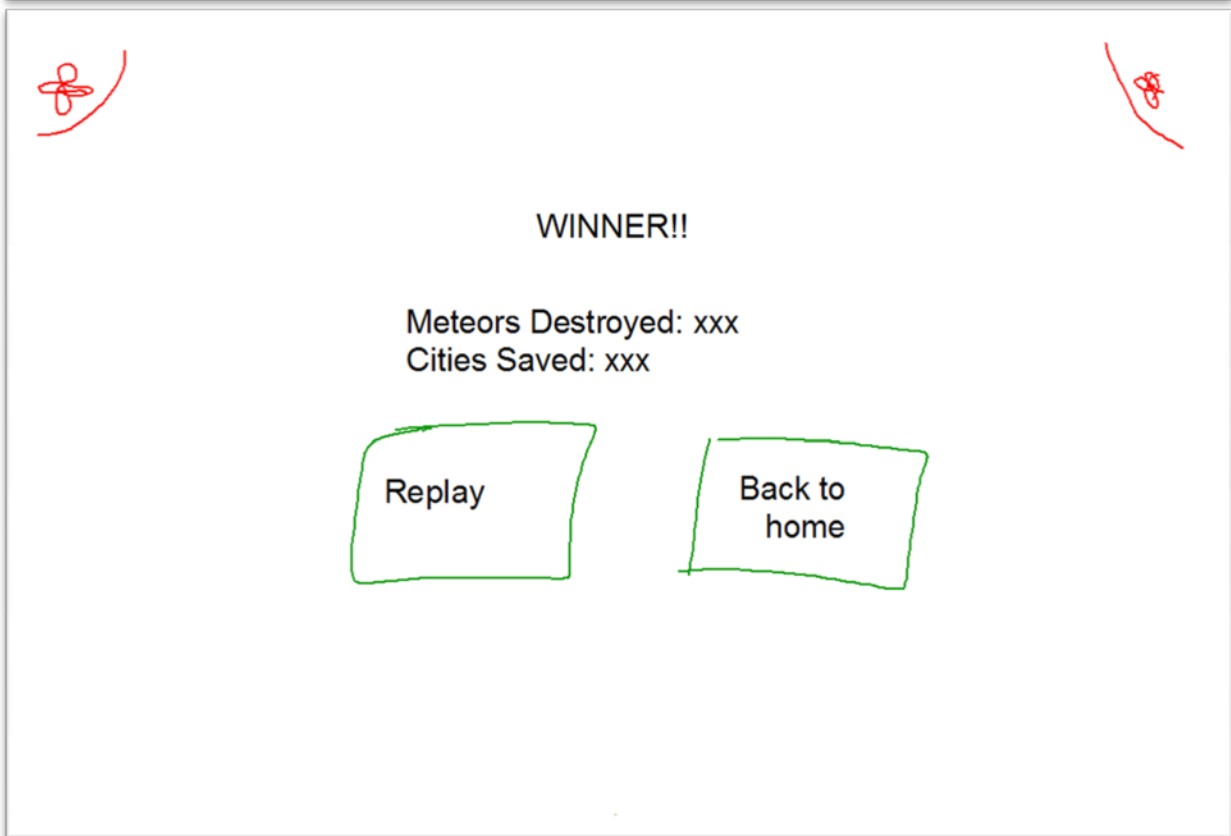 WINNER!!
Meteors Destroyed: xxx
Cities Saved: xxx
Replay
Back to
home